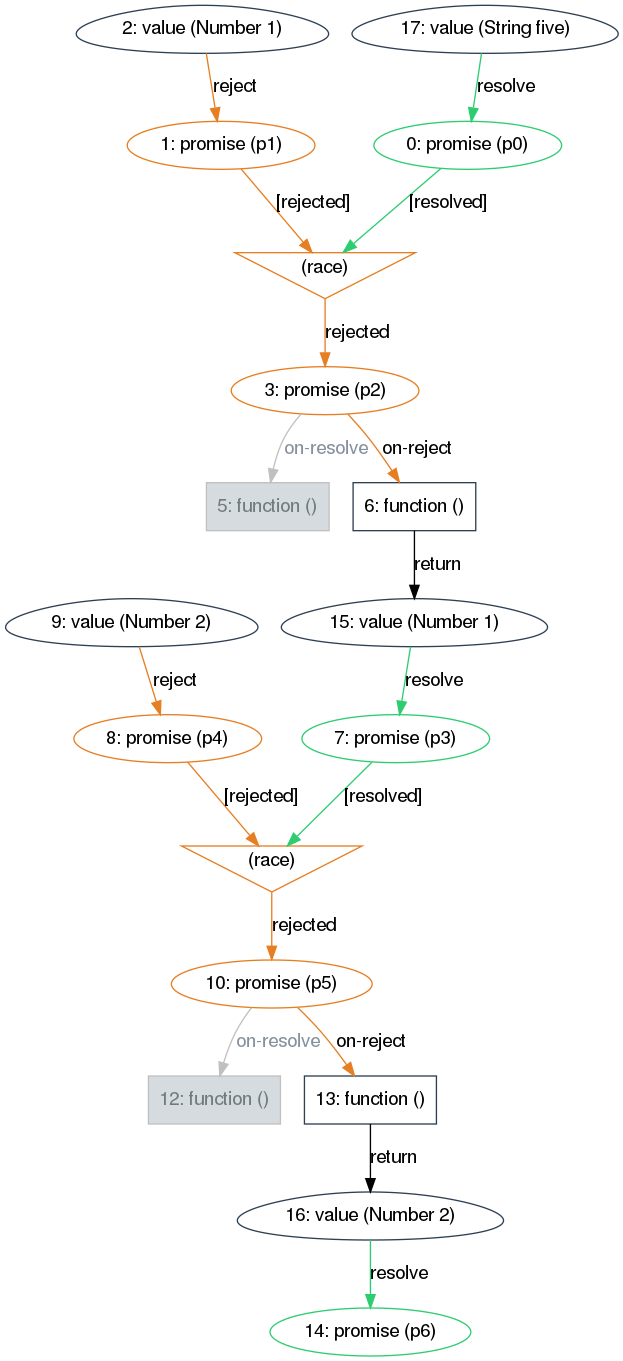 2: value (Number 1)
17: value (String five)
reject
resolve
1: promise (p1)
0: promise (p0)
[rejected]
[resolved]
(race)
rejected
3: promise (p2)
on-resolve
on-reject
5: function ()
6: function ()
return
9: value (Number 2)
15: value (Number 1)
reject
resolve
8: promise (p4)
7: promise (p3)
[rejected]
[resolved]
(race)
rejected
10: promise (p5)
on-resolve
on-reject
12: function ()
13: function ()
return
16: value (Number 2)
resolve
14: promise (p6)